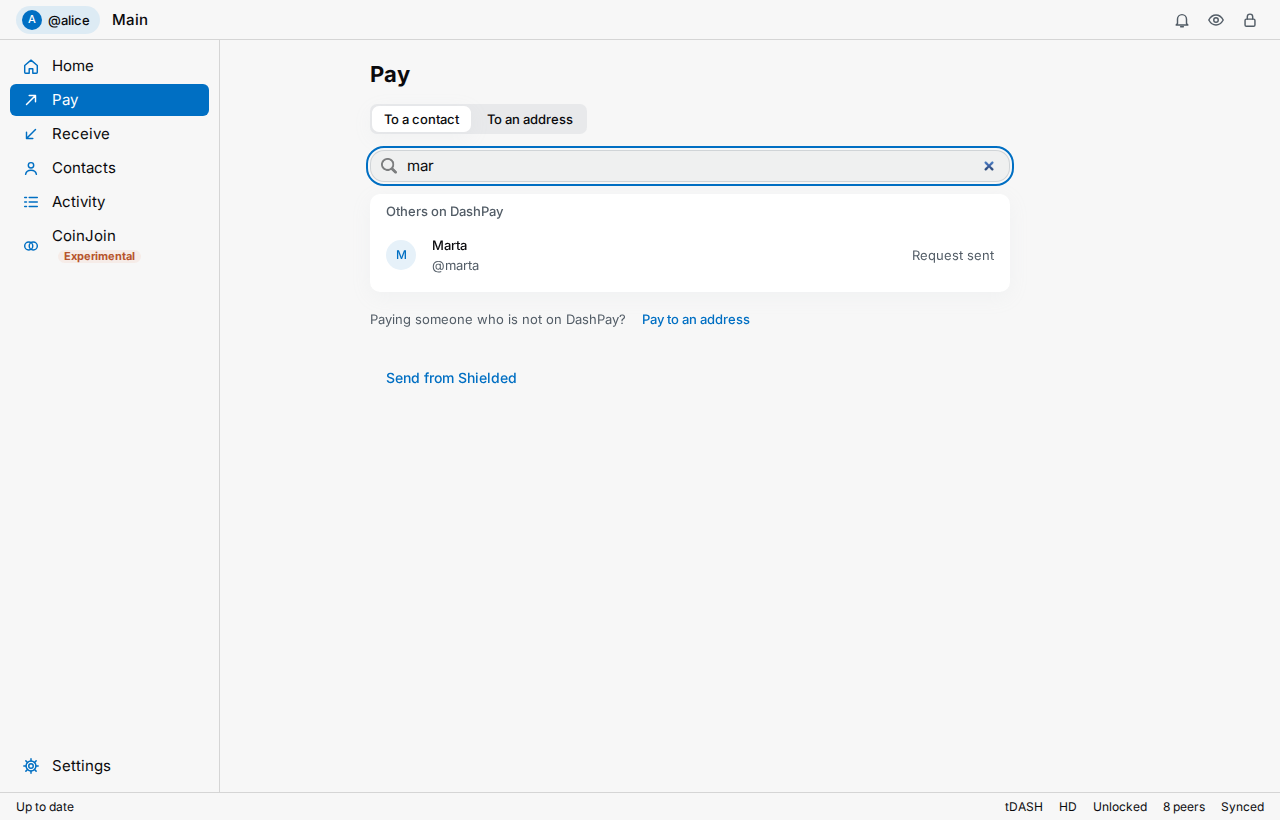 A @alice Main
Home
Pay
Receive
Contacts
Activity
CoinJoin
Experimental
Settings
Pay
To a contact To an address
mar
Others on DashPay
M
Marta
@marta
Request sent
Paying someone who is not on DashPay? Pay to an address
Send from Shielded
Up to date tDASH HD Unlocked 8 peers Synced